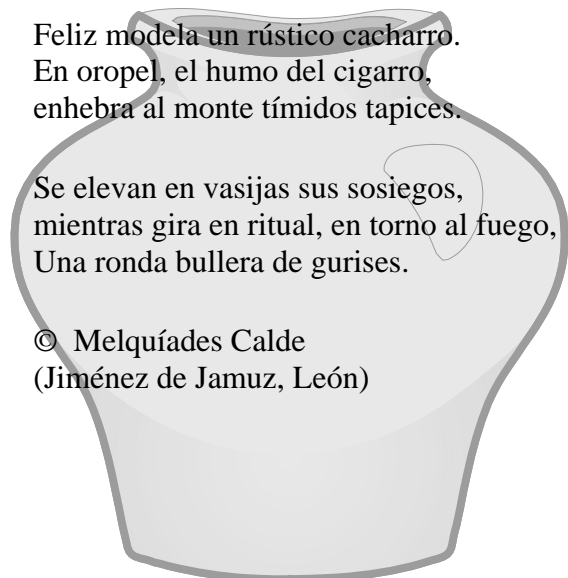 Feliz modela un rústico cacharro.
En oropel, el humo del cigarro,
enhebra al monte tímidos tapices.
Se elevan en vasijas sus sosiegos,
mientras gira en ritual, en torno al fuego,
Una ronda bullera de gurises.
© Melquíades Calde
(Jiménez de Jamuz, León)